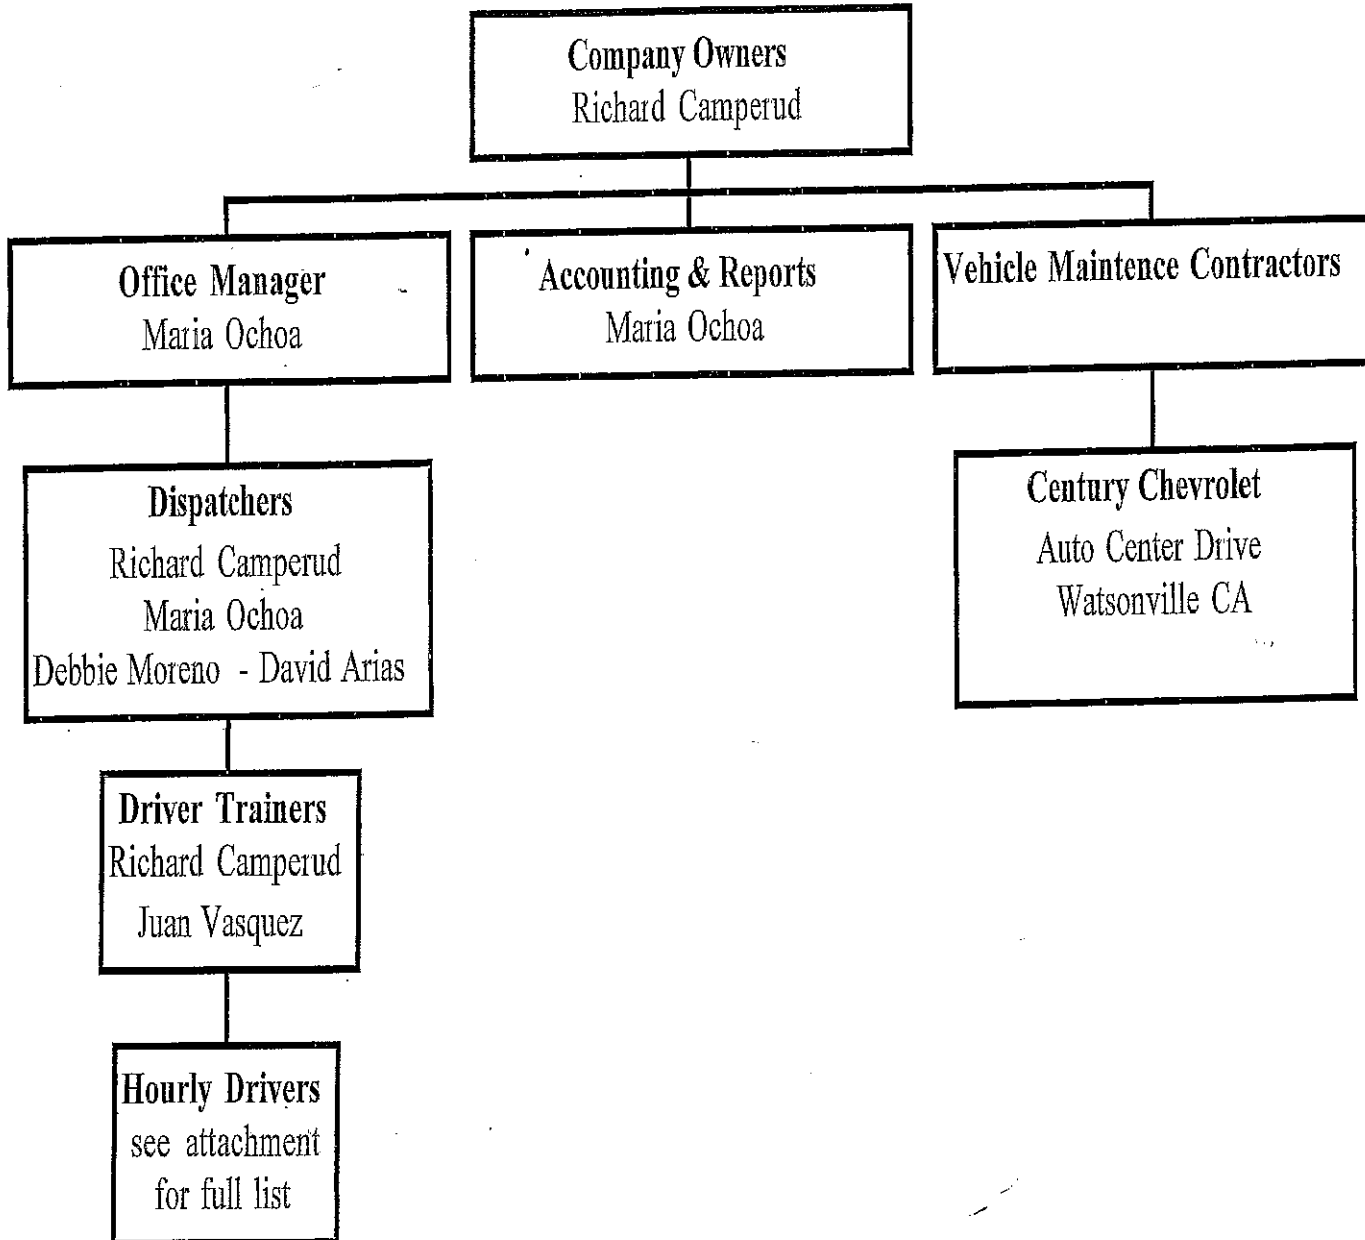 Company Owners
Richard Camperud
Office Manager
Maria Ochoa
Accounting & Reports
Maria Ochoa
Vehicle Maintence Contractors
Dispatchers
Richard Camperud
Maria Ochoa
Debbie Moreno - David Arias
Century Chevrolet
Auto Center Drive
Watsonville CA
Driver Trainers
Richard Camperud
Juan Vasquez
Hourly Drivers
see attachment
for full list